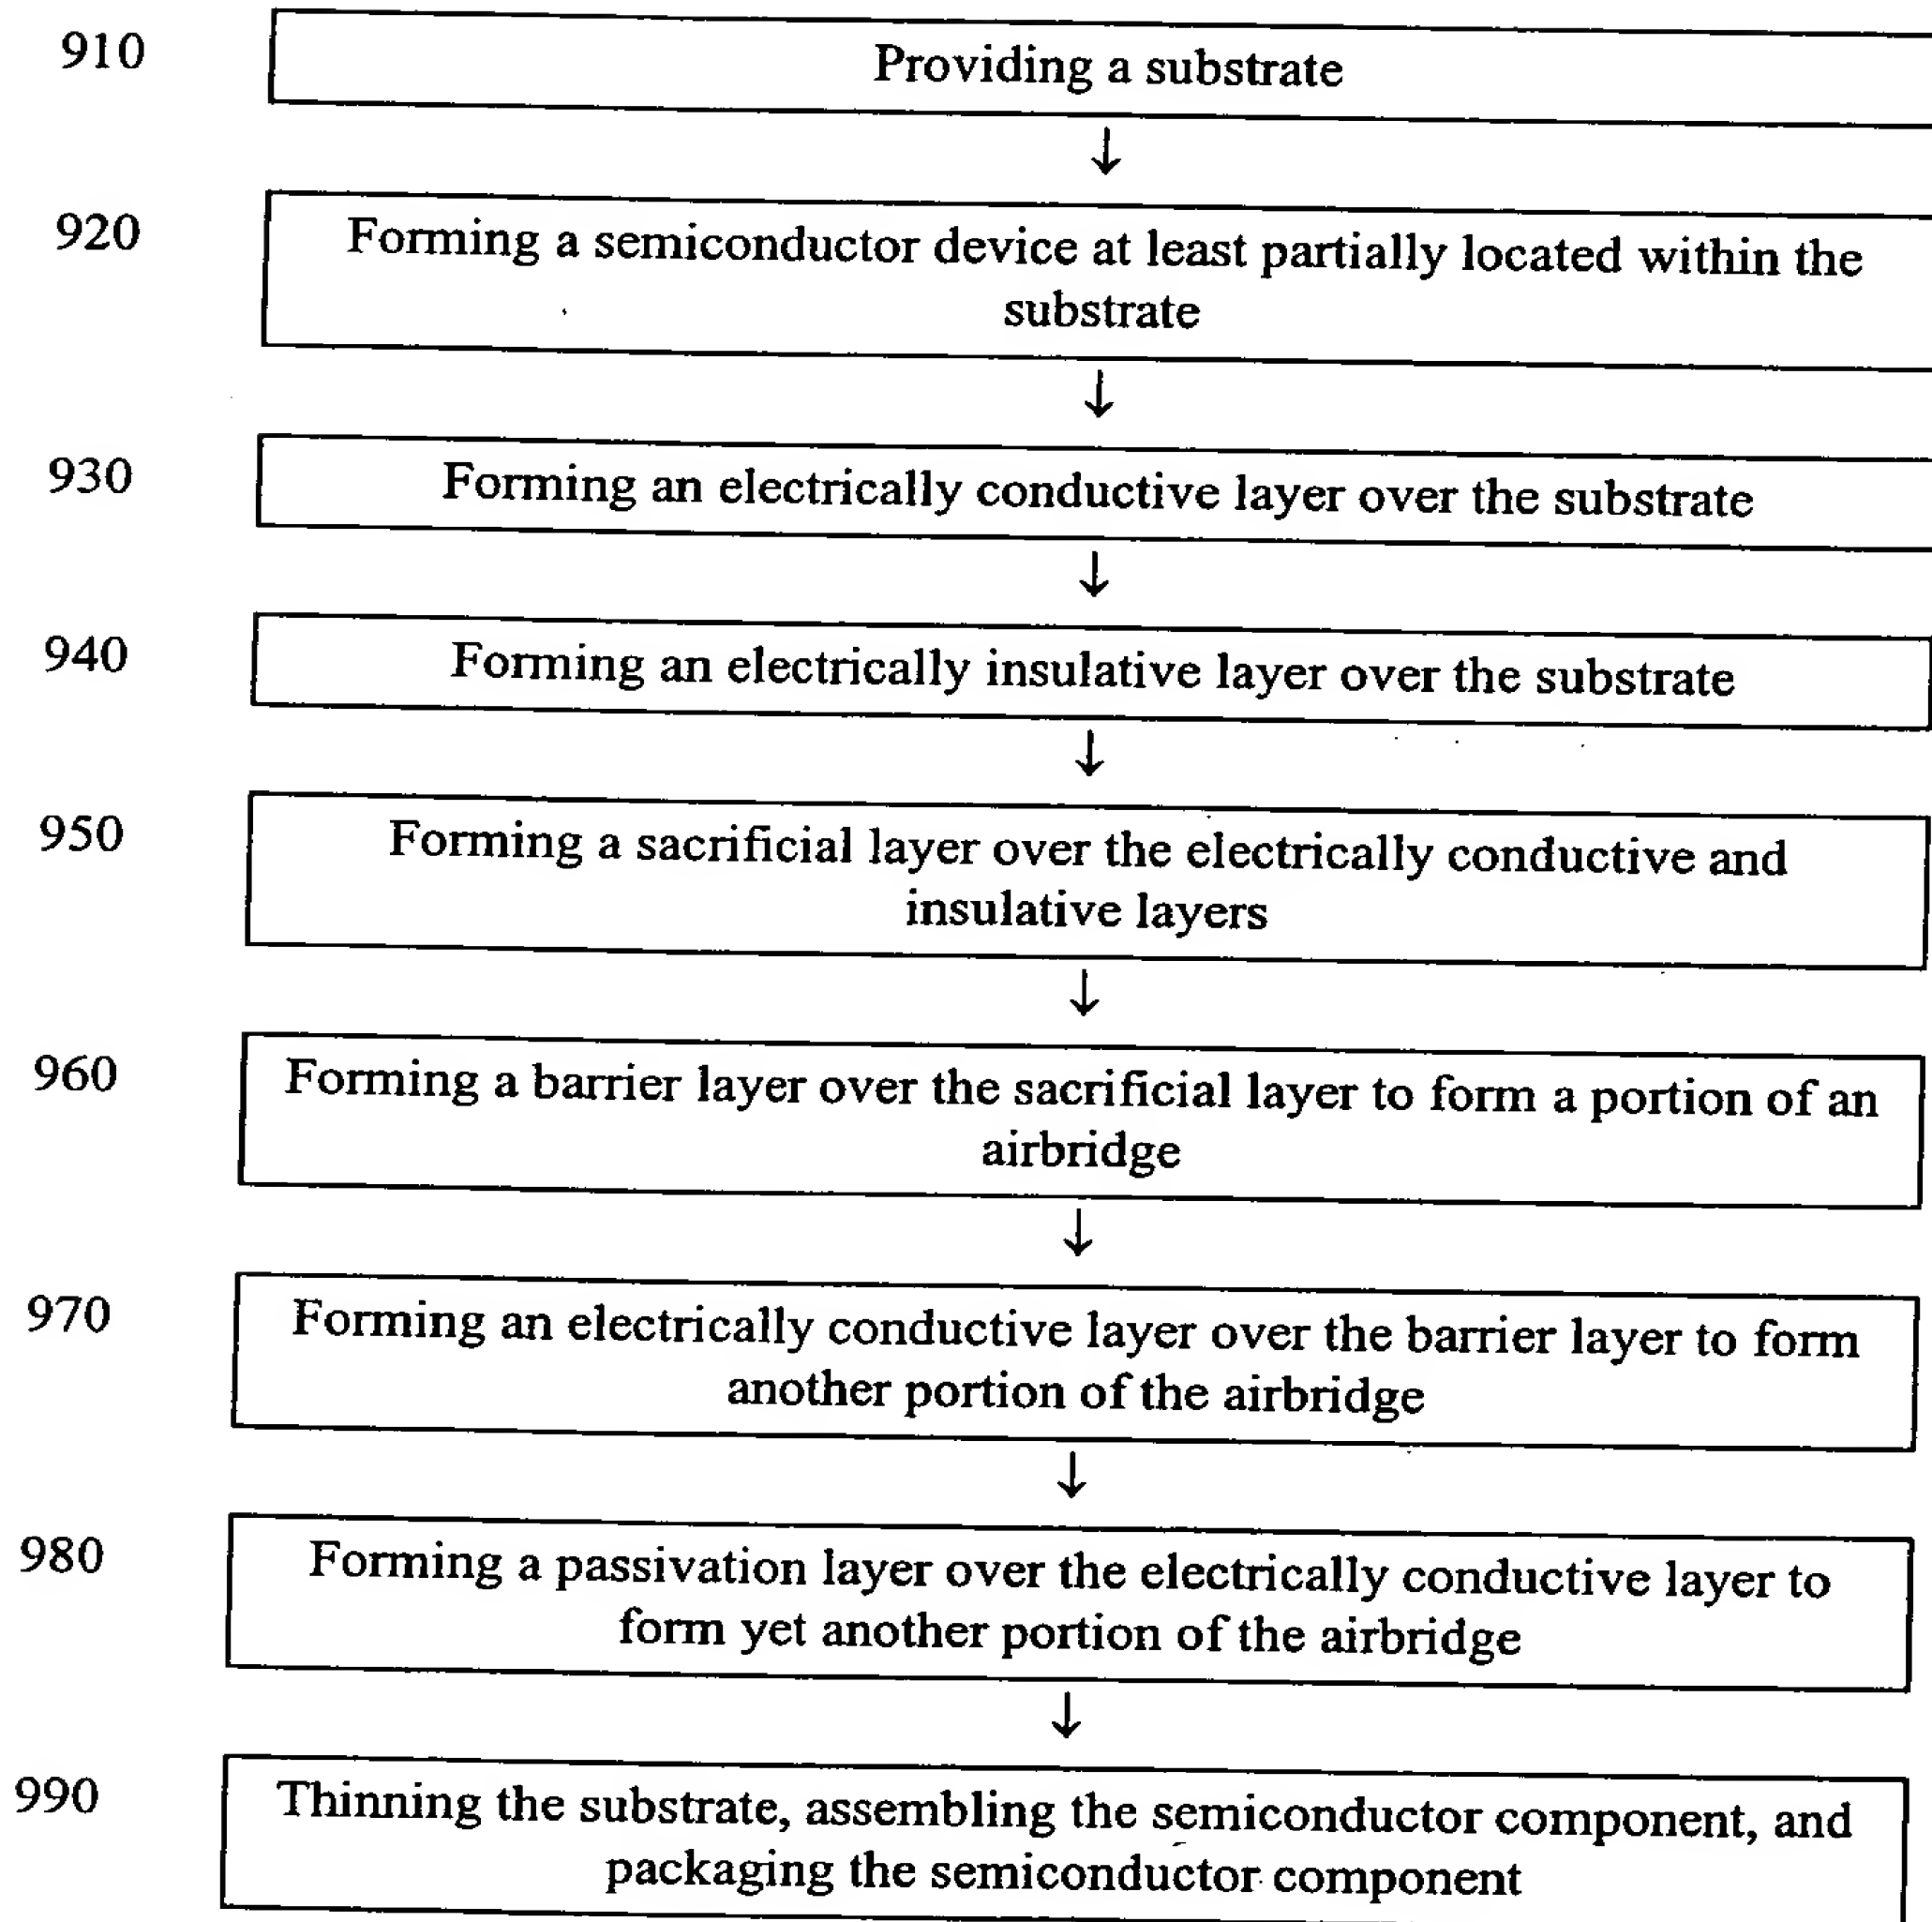 910
Providing a substrate
920
Forming a semiconductor device at least partially located within the
substrate
930
Forming an electrically conductive layer over the substrate
940
Forming an electrically insulative layer over the substrate
950
Forming a sacrificial layer over the electrically conductive and
insulative layers
960
Forming a barrier layer over the sacrificial layer to form a portion of an
airbridge
970
Forming an electrically conductive layer over the barrier layer to form
another portion of the airbridge
980
Forming a passivation layer over the electrically conductive layer to
form yet another portion of the airbridge
990
Thinning the substrate, assembling the semiconductor component, and
packaging the semiconductor component